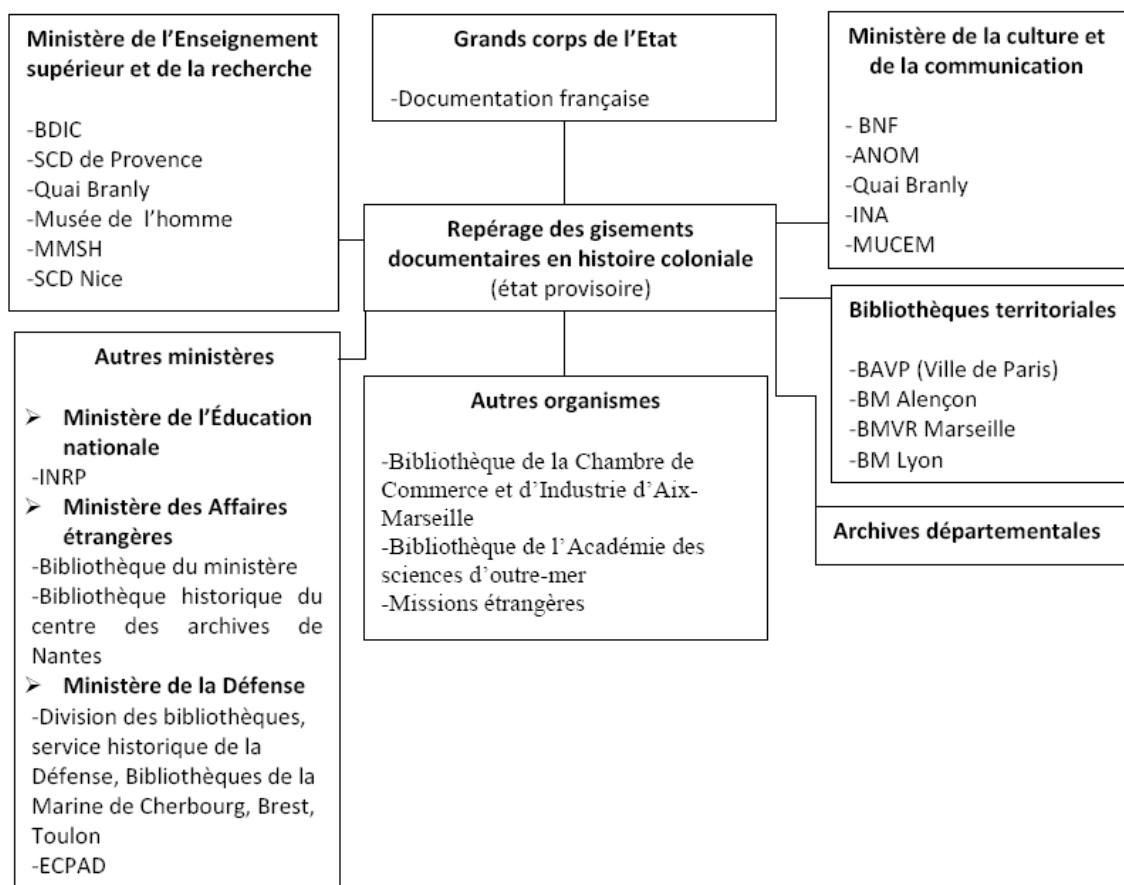 Ministère de l’Enseignement
supérieur et de la recherche
-BDIC
-SCD de Provence
-Quai Branly
-Musée de l’homme
-MMSH
-SCD Nice
Grands corps de l’Etat
-Documentation française
Ministère de la culture et
de la communication
- BNF
-ANOM
-Quai Branly
-INA
-MUCEM
Repérage des gisements
documentaires en histoire coloniale
(état provisoire)
Bibliothèques territoriales
-BAVP (Ville de Paris)
-BM Alençon
-BMVR Marseille
-BM Lyon
Autres ministères
➢ Ministère de l’Éducation
nationale
-INRP
➢ Ministère des Affaires
étrangères
-Bibliothèque du ministère
-Bibliothèque historique du
centre des archives de
Nantes
➢ Ministère de la Défense
-Division des bibliothèques,
service historique de la
Défense, Bibliothèques de la
Marine de Cherbourg, Brest,
Toulon
-ECPAD
Autres organismes
-Bibliothèque de la Chambre de
Commerce et d’Industrie d’Aix-
Marseille
-Bibliothèque de l’Académie des
sciences d’outre-mer
-Missions étrangères
Archives départementales